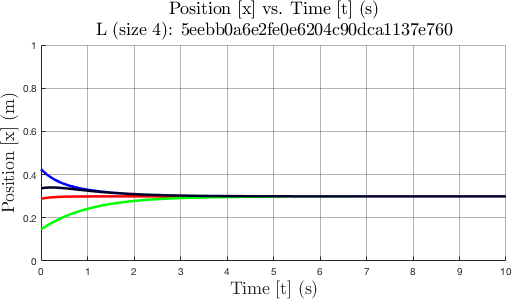 Position [x] vs. Time [t] (s)
L (size 4): 5eebb0a6e2fe0e6204c90dca1137e760
1
0.8
0.6
0.4
0.2
0
Position [x] (m)
0 1 2 3 4 5 6 7 8 9 10
Time [t] (s)